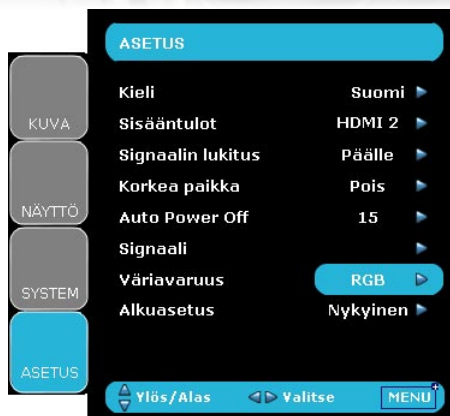 ASETUS
KUVA
NÄYTTÖ
SYSTEM
ASETUS
Kieli Suomi
Sisääntulot HDMI 2
Signaalin lukitus Päälle
Korkea paikka Pois
Auto Power Off 15
Signaali
Väriavaruus RGB
Alkuasetus Nykyinen
Ylös/Alas Valitse MENU